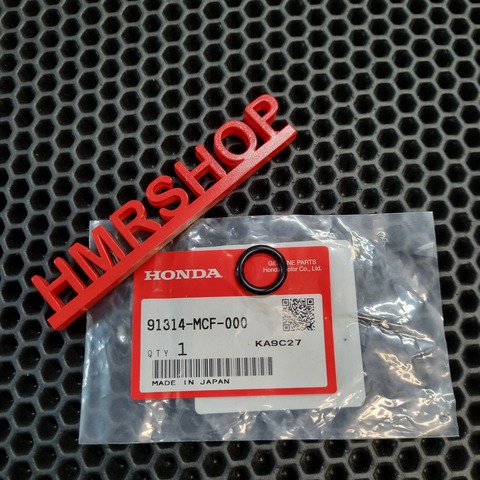 HMRSHOP
HONDA
GENUINE PARTS
Honda Motor Co., Ltd.
91314-MCF-000
QTY 1
KA9C27
MADE IN JAPAN